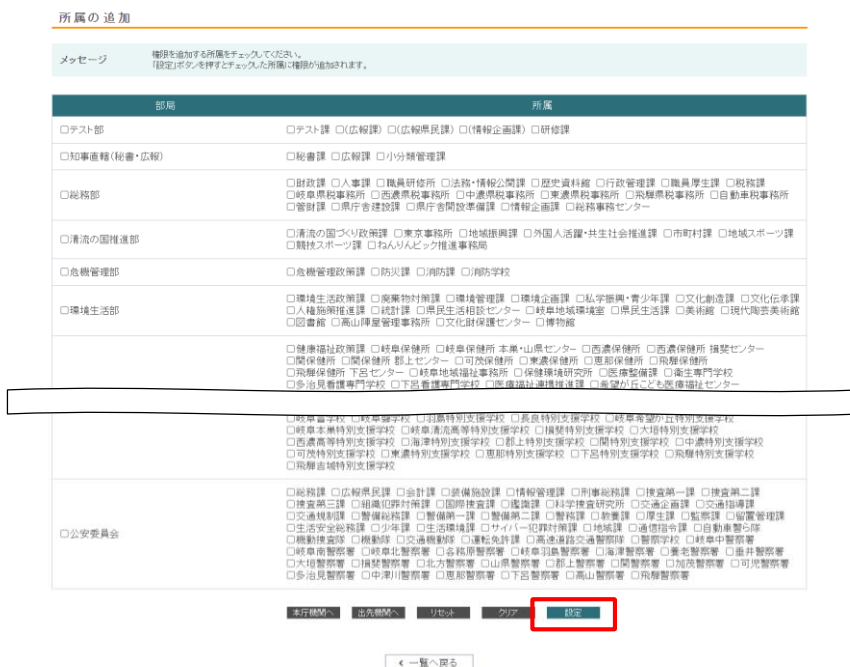 所属の追加
メッセージ
権限を追加する所属をチェックしてください。
「設定」ボタンを押すとチェックした所属に権限が追加されます。
部局 所属
□テスト部 □テスト課 □(広報課) □(広報県民課) □(情報企画課) □研修課
□知事直轄(秘書・広報) □秘書課 □広報課 □小分類管理課
□総務部
□財政課 □人事課 □職員研修所 □法務・情報公開課 □歴史資料館 □行政管理課 □職員厚生課 □税務課
□岐阜県税事務所 □西濃県税事務所 □中濃県税事務所 □東濃県税事務所 □飛騨県税事務所 □自動車税事務所
□管財課 □県庁舎建設課 □県庁舎開設準備課 □情報企画課 □総務事務センター
□清流の国推進部
□清流の国づくり政策課 □東京事務所 □地域振興課 □外国人活躍・共生社会推進課 □市町村課 □地域スポーツ課
□競技スポーツ課 □ねんりんピック推進事務局
□危機管理部 □危機管理政策課 □防災課 □消防課 □消防学校
□環境生活部
□環境生活政策課 □廃棄物対策課 □環境管理課 □環境企画課 □私学振興・青少年課 □文化創造課 □文化伝承課
□人権施策推進課 □統計課 □県民生活相談センター □岐阜地域環境室 □県民生活課 □美術館 □現代陶芸美術館
□図書館 □高山陣屋管理事務所 □文化財保護センター □博物館
□健康福祉政策課 □岐阜保健所 □岐阜保健所 本巣・山県センター □西濃保健所 □西濃保健所 揖斐センター
□関保健所 □関保健所 郡上センター □可茂保健所 □東濃保健所 □恵那保健所 □飛騨保健所
□飛騨保健所 下呂センター □岐阜地域福祉事務所 □保健環境研究所 □医療整備課 □衛生専門学校
□多治見看護専門学校 □下呂看護専門学校 □医療福祉連携推進課 □希望が丘こども医療福祉センター
□岐阜盲学校 □岐阜聾学校 □羽島特別支援学校 □長良特別支援学校 □岐阜希望が丘特別支援学校
□岐阜本巣特別支援学校 □岐阜清流高等特別支援学校 □揖斐特別支援学校 □大垣特別支援学校
□西濃高等特別支援学校 □海津特別支援学校 □郡上特別支援学校 □関特別支援学校 □中濃特別支援学校
□可茂特別支援学校 □東濃特別支援学校 □恵那特別支援学校 □下呂特別支援学校 □飛騨特別支援学校
□飛騨吉城特別支援学校
□公安委員会
□総務課 □広報県民課 □会計課 □装備施設課 □情報管理課 □刑事総務課 □捜査第一課 □捜査第二課
□捜査第三課 □組織犯罪対策課 □国際捜査課 □鑑識課 □科学捜査研究所 □交通企画課 □交通指導課
□交通規制課 □警備総務課 □警備第一課 □警備第二課 □警務課 □教養課 □厚生課 □監察課 □留置管理課
□生活安全総務課 □少年課 □生活環境課 □サイバー犯罪対策課 □地域課 □通信指令課 □自動車警ら隊
□機動捜査隊 □機動隊 □交通機動隊 □運転免許課 □高速道路交通警察隊 □警察学校 □岐阜中警察署
□岐阜南警察署 □岐阜北警察署 □各務原警察署 □岐阜羽島警察署 □海津警察署 □養老警察署 □垂井警察署
□大垣警察署 □揖斐警察署 □北方警察署 □山県警察署 □郡上警察署 □関警察署 □加茂警察署 □可児警察署
□多治見警察署 □中津川警察署 □恵那警察署 □下呂警察署 □高山警察署 □飛騨警察署
本庁機関へ 出先機関へ リセット クリア 設定
＜ 一覧へ戻る